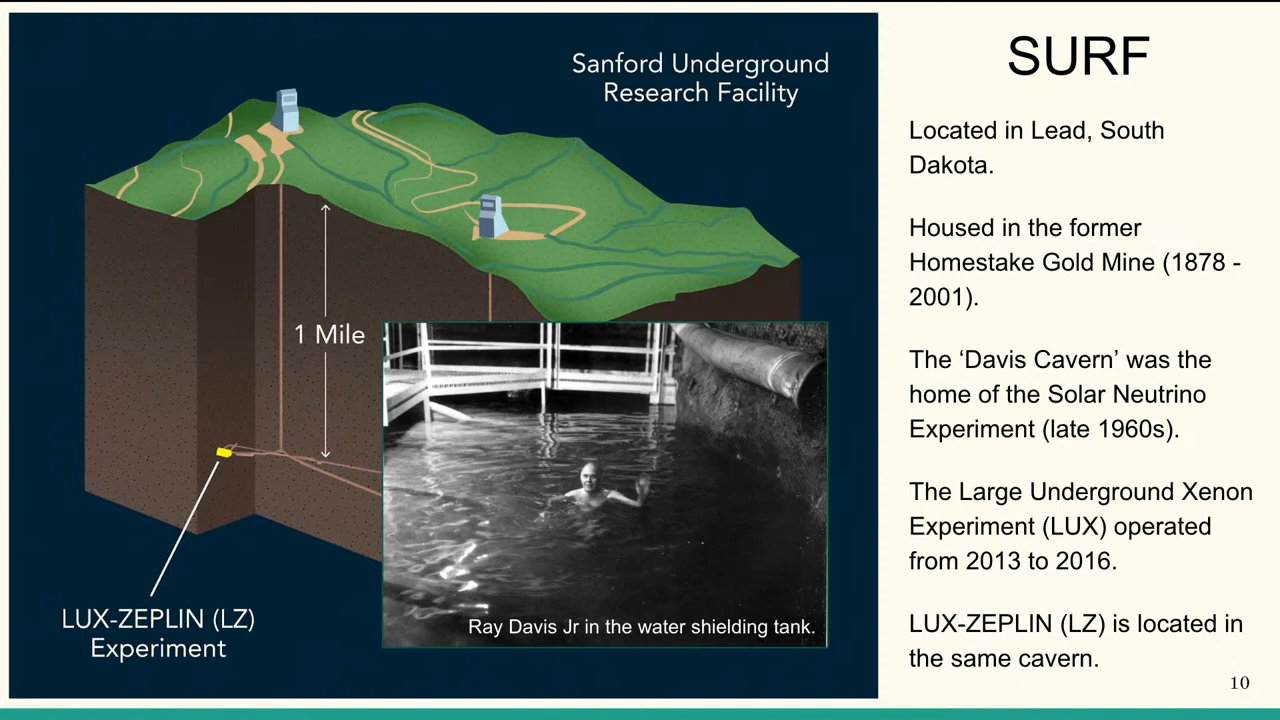 Sanford Underground
Research Facility
1 Mile
LUX-ZEPLIN (LZ)
Experiment
Ray Davis Jr in the water shielding tank.
SURF
Located in Lead, South
Dakota.
Housed in the former
Homestake Gold Mine (1878 -
2001).
The ‘Davis Cavern’ was the
home of the Solar Neutrino
Experiment (late 1960s).
The Large Underground Xenon
Experiment (LUX) operated
from 2013 to 2016.
LUX-ZEPLIN (LZ) is located in
the same cavern.
10